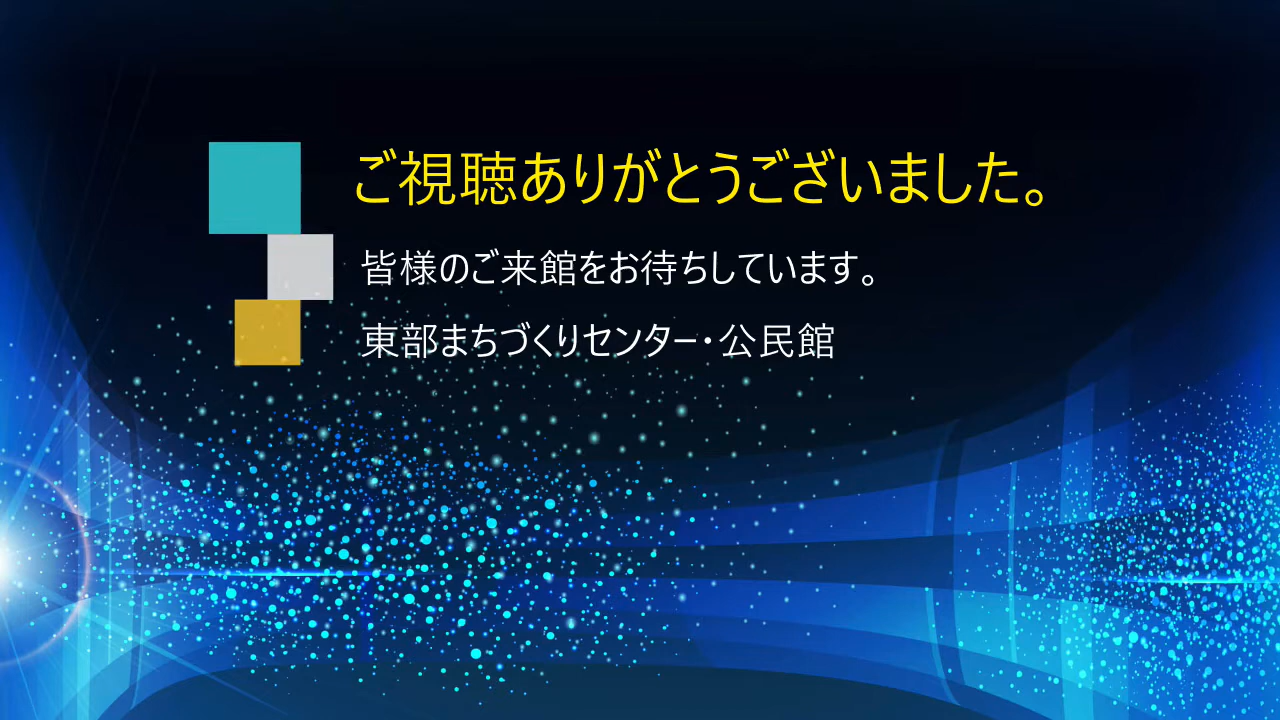 ご視聴ありがとうございました。
皆様のご来館をお待ちしています。
東部まちづくりセンター・公民館